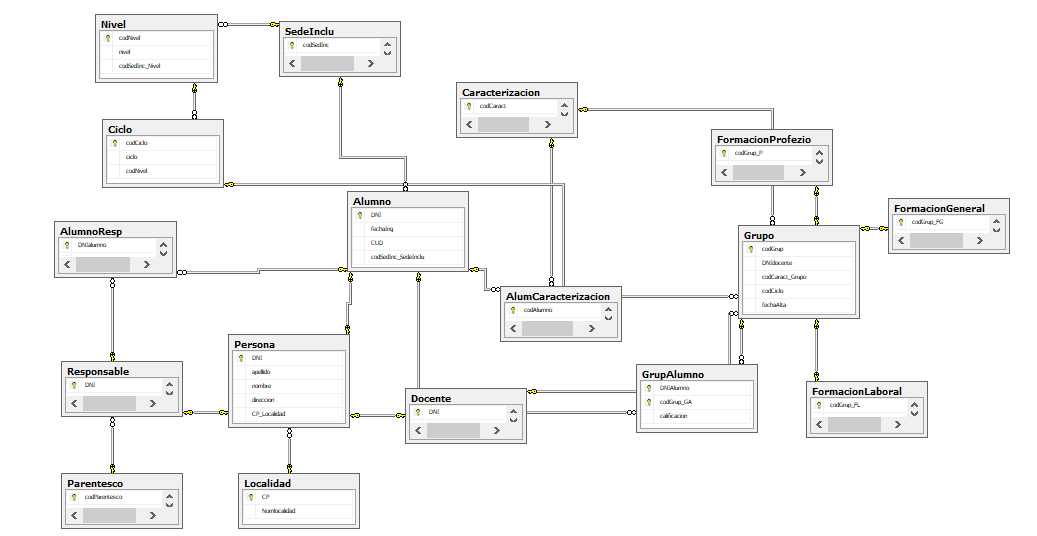 Nivel
codNivel
nivel
codSedInc_Nivel
SedeInclu
codSedInc
Caracterizacion
codCaract
Ciclo
codCiclo
ciclo
codNivel
FormacionProfezio
codGrup_P
Alumno
DNI
fechaIng
CUD
codSedInc_SedeInclu
FormacionGeneral
codGrup_FG
AlumnoResp
DNIalumno
Grupo
codGrup
DNIdocente
codCaract_Grupo
codCiclo
fechaAlta
AlumCaracterizacion
codAlumno
Persona
DNI
apellido
nombre
direccion
CP_Localidad
Responsable
DNI
GrupAlumno
DNIAlumno
codGrup_GA
calificacion
Docente
DNI
FormacionLaboral
codGrup_FL
Parentesco
codParentesco
Localidad
CP
Nomlocalidad